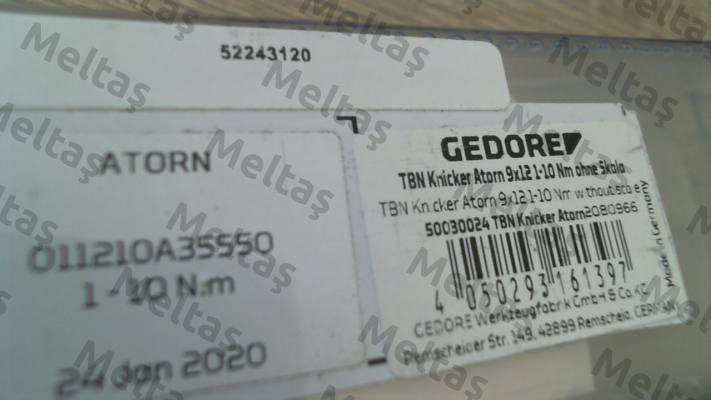 52243120
ATORN
011210A35550
1 - 10 N.m
24 Jan 2020
GEDORE
TBN Knicker Atorn 9x12 1-10 Nm ohne Skala
TBN Knicker Atorn 9x12 1-10 Nm without scale
50030024 TBN Knicker Atorn 2080966
4 050293 161397
Made in Germany
GEDORE Werkzeugfabrik GmbH & Co. KG
Remscheider Str. 149, 42899 Remscheid, GERMANY
Meltaş